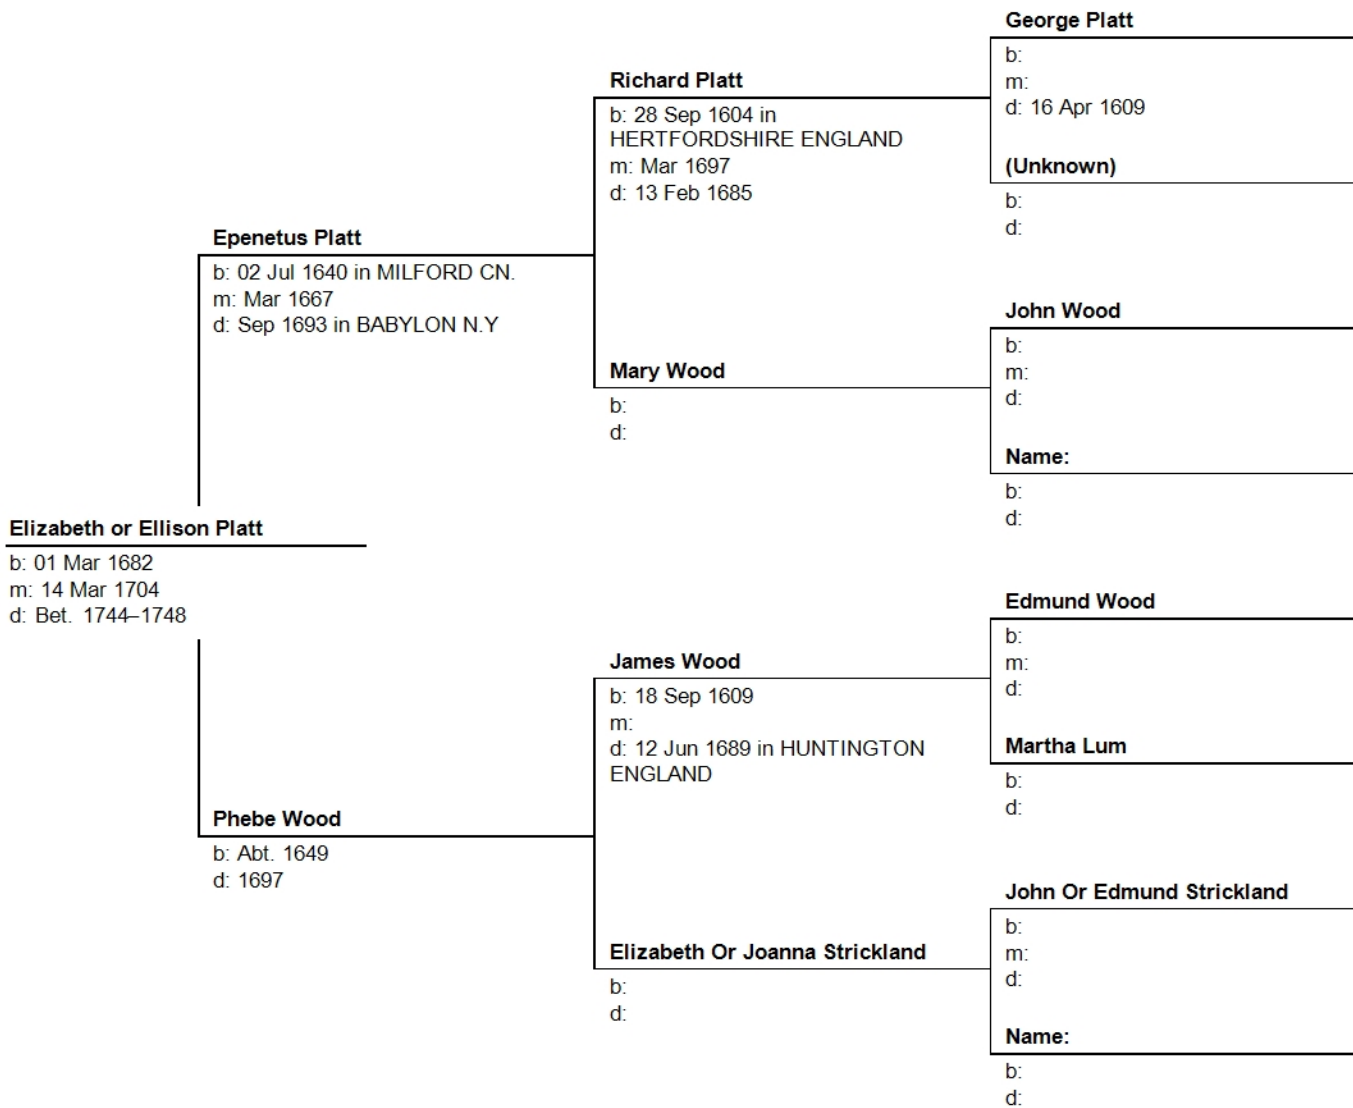 George Platt
b:
m:
d: 16 Apr 1609
Richard Platt
b: 28 Sep 1604 in
HERTFORDSHIRE ENGLAND
m: Mar 1697
d: 13 Feb 1685
(Unknown)
b:
d:
Epenetus Platt
b: 02 Jul 1640 in MILFORD CN.
m: Mar 1667
d: Sep 1693 in BABYLON N.Y
John Wood
b:
m:
d:
Mary Wood
b:
d:
Name:
b:
d:
Elizabeth or Ellison Platt
b: 01 Mar 1682
m: 14 Mar 1704
d: Bet. 1744–1748
Edmund Wood
b:
m:
d:
James Wood
b: 18 Sep 1609
m:
d: 12 Jun 1689 in HUNTINGTON
ENGLAND
Martha Lum
b:
d:
Phebe Wood
b: Abt. 1649
d: 1697
John Or Edmund Strickland
b:
m:
d:
Elizabeth Or Joanna Strickland
b:
d:
Name:
b:
d: